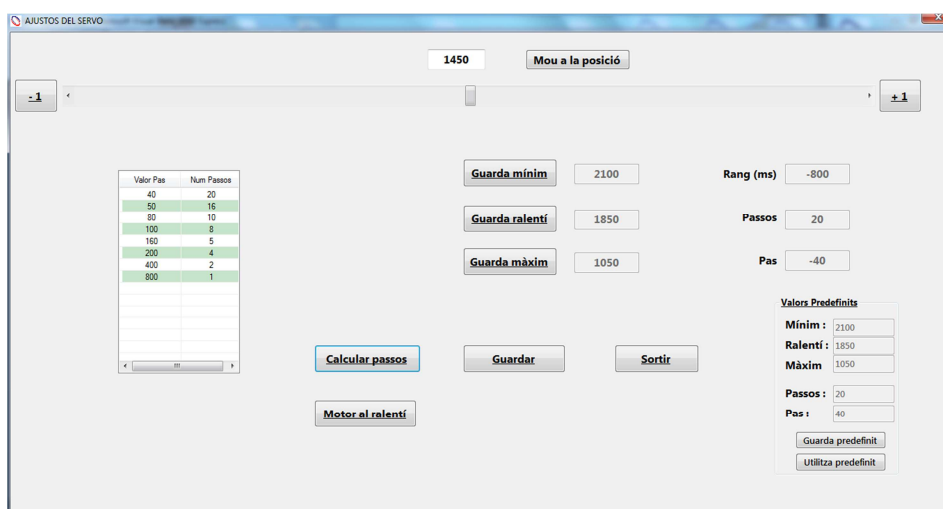 AJUSTOS DEL SERVO
1450
Mou a la posició
- 1
+ 1
Valor Pas Num Passos
40 20
50 16
80 10
100 8
160 5
200 4
400 2
800 1
Guarda mínim 2100
Guarda ralentí 1850
Guarda màxim 1050
Rang (ms) -800
Passos 20
Pas -40
Calcular passos
Guardar
Sortir
Motor al ralentí
Valors Predefinits
Mínim : 2100
Ralentí : 1850
Màxim 1050
Passos : 20
Pas : 40
Guarda predefinit
Utilitza predefinit